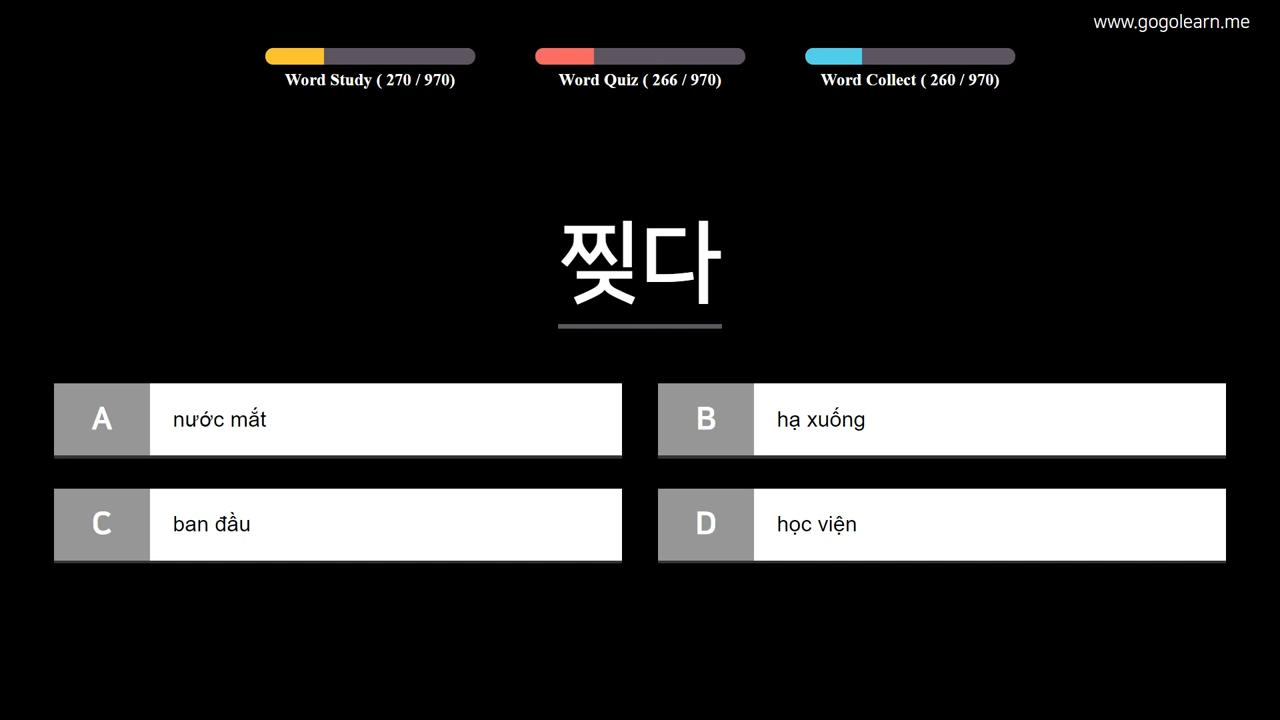 www.gogolearn.me
Word Study ( 270 / 970)
Word Quiz ( 266 / 970)
Word Collect ( 260 / 970)
찢다
A nước mắt
B hạ xuống
C ban đầu
D học viện